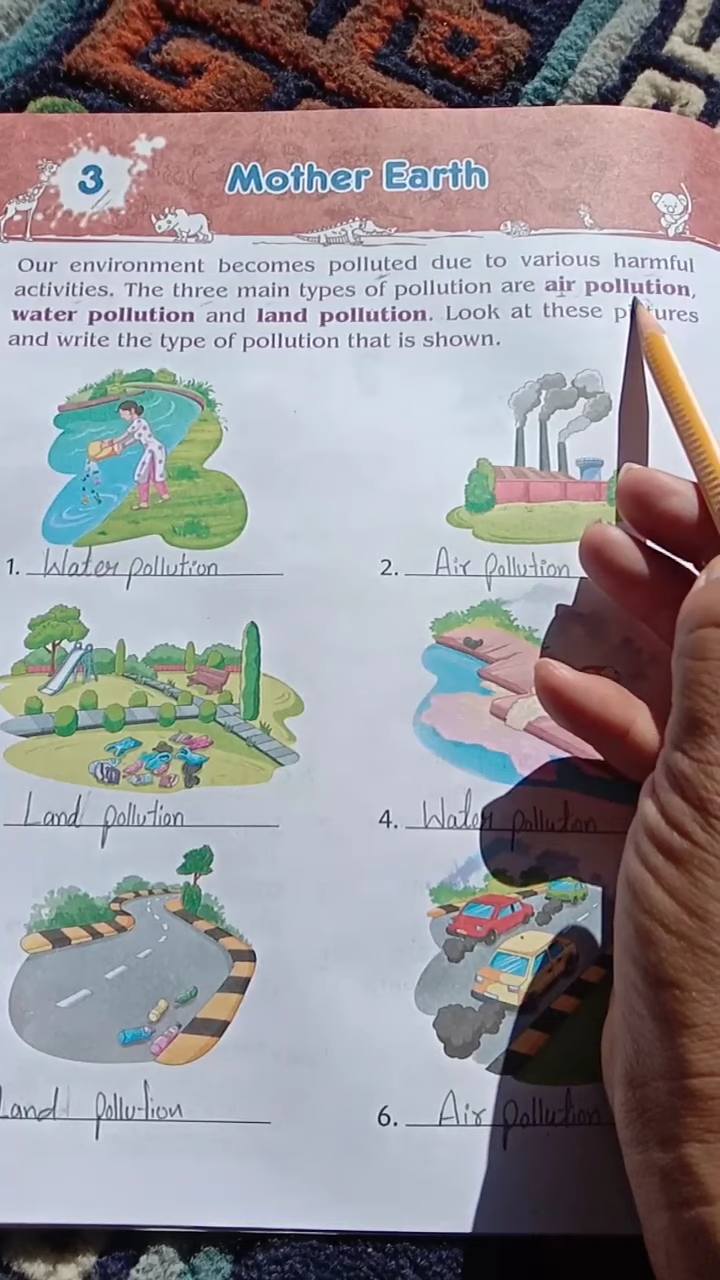 3
Mother Earth
Our environment becomes polluted due to various harmful
activities. The three main types of pollution are air pollution,
water pollution and land pollution. Look at these pictures
and write the type of pollution that is shown.
1. Water pollution
2. Air pollution
Land pollution
4. Water pollution
Land pollution
6. Air pollution